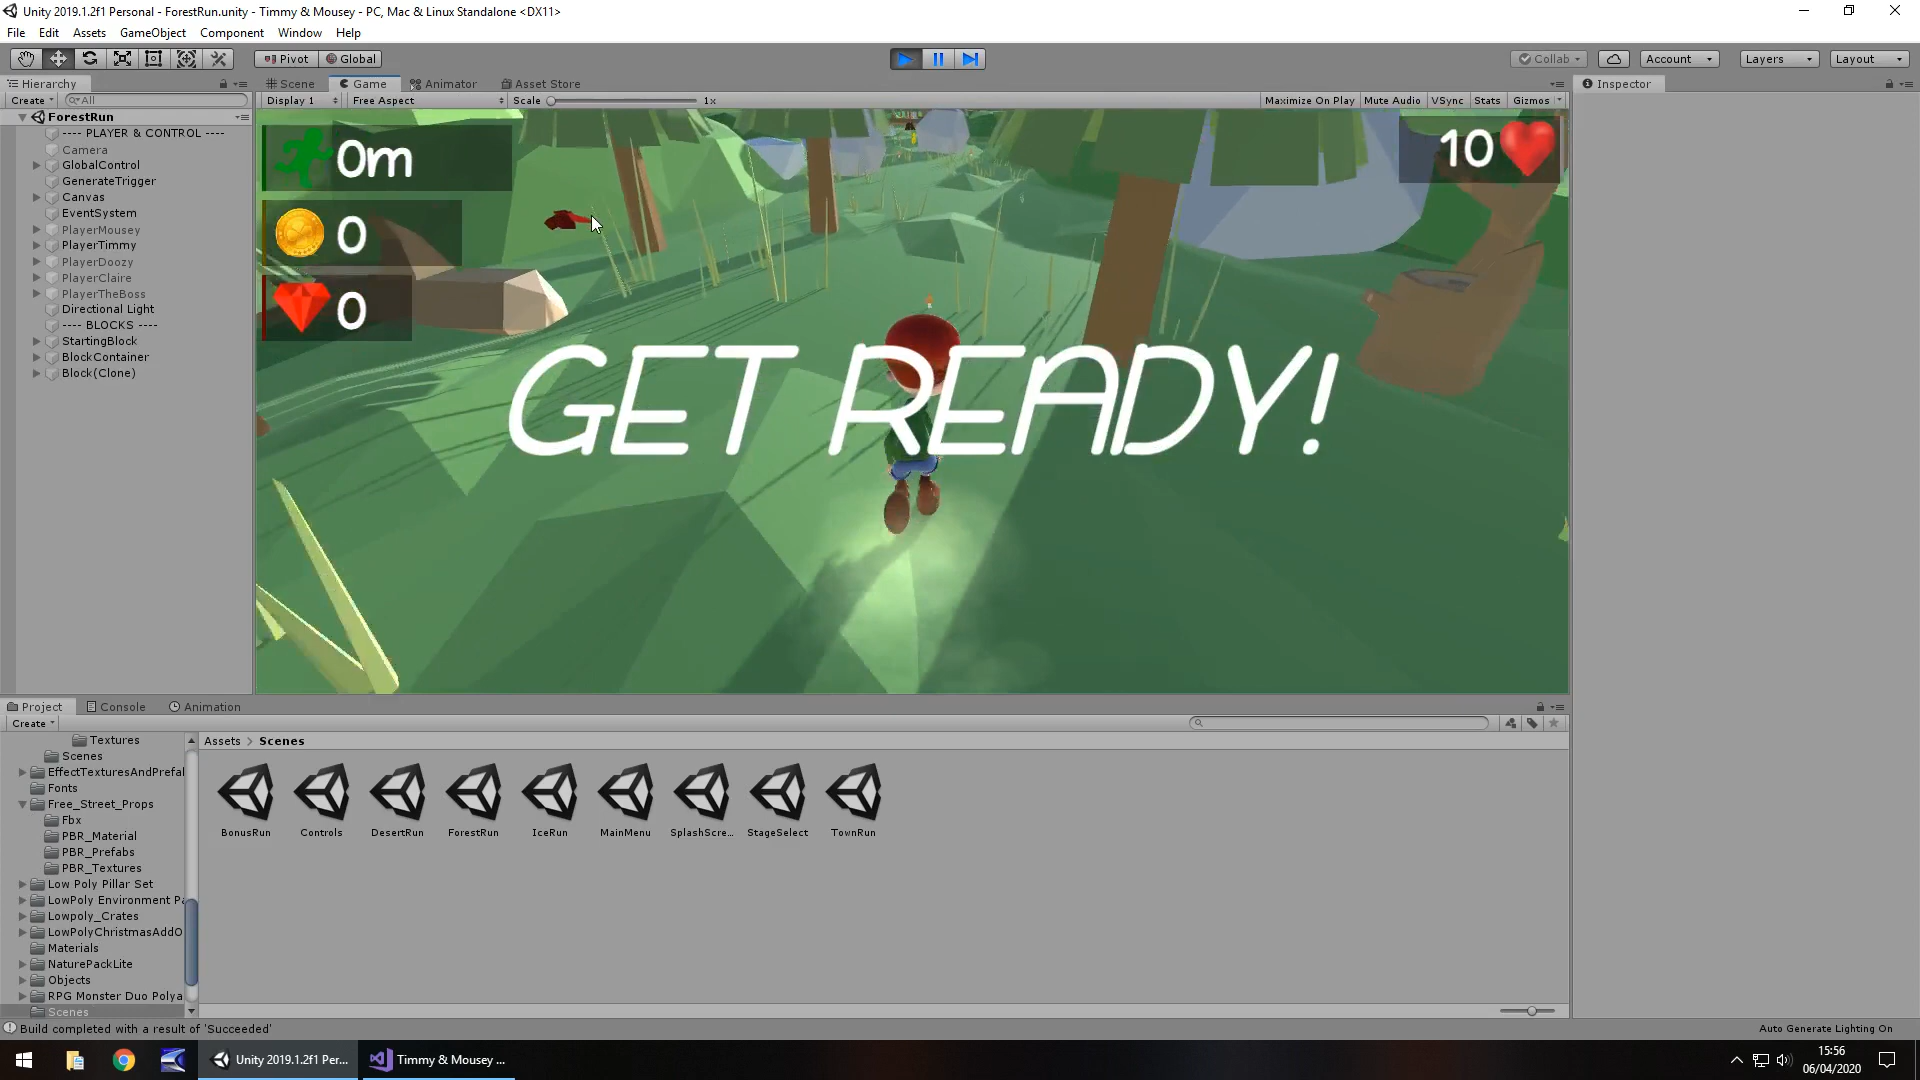 Unity 2019.1.2f1 Personal - ForestRun.unity - Timmy & Mousey - PC, Mac & Linux Standalone <DX11>
File Edit Assets GameObject Component Window Help
Pivot Global Collab Account Layers Layout
Hierarchy Scene Game Animator Asset Store Inspector
Create All Display 1 Free Aspect Scale 1x Maximize On Play Mute Audio VSync Stats Gizmos
ForestRun
---- PLAYER & CONTROL ----
Camera
GlobalControl
GenerateTrigger
Canvas
EventSystem
PlayerMousey
PlayerTimmy
PlayerDoozy
PlayerClaire
PlayerTheBoss
Directional Light
---- BLOCKS ----
StartingBlock
BlockContainer
Block(Clone)
0m
10
0
0
GET READY!
Project Console Animation
Create
Textures
Scenes
EffectTexturesAndPrefal
Fonts
Free_Street_Props
Fbx
PBR_Material
PBR_Prefabs
PBR_Textures
Low Poly Pillar Set
LowPoly Environment Pa
Lowpoly_Crates
LowPolyChristmasAddO
Materials
NaturePackLite
Objects
RPG Monster Duo Polya
Scenes
Assets > Scenes
BonusRun Controls DesertRun ForestRun IceRun MainMenu SplashScre... StageSelect TownRun
Build completed with a result of 'Succeeded'
Auto Generate Lighting On
Unity 2019.1.2f1 Per... Timmy & Mousey ...
15:56
06/04/2020